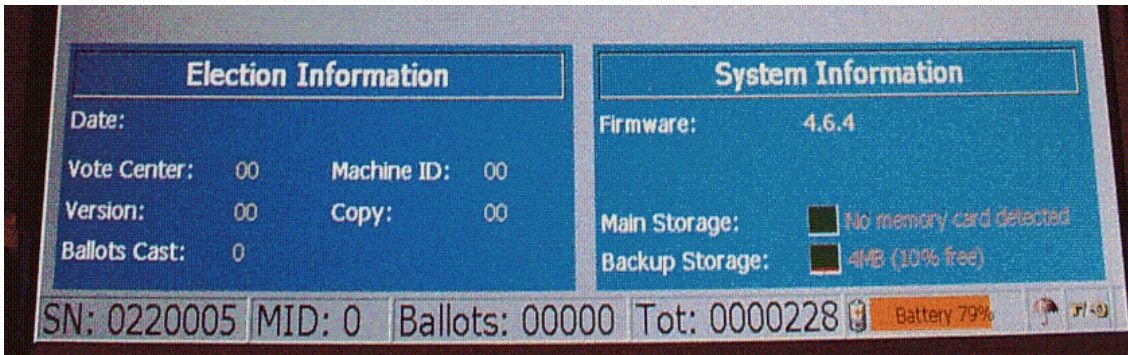 Election Information
Date:
Vote Center: 00 Machine ID: 00
Version: 00 Copy: 00
Ballots Cast: 0
System Information
Firmware: 4.6.4
Main Storage: No memory card detected
Backup Storage: 4MB (10% free)
SN: 0220005 MID: 0 Ballots: 00000 Tot: 0000228 Battery 79%